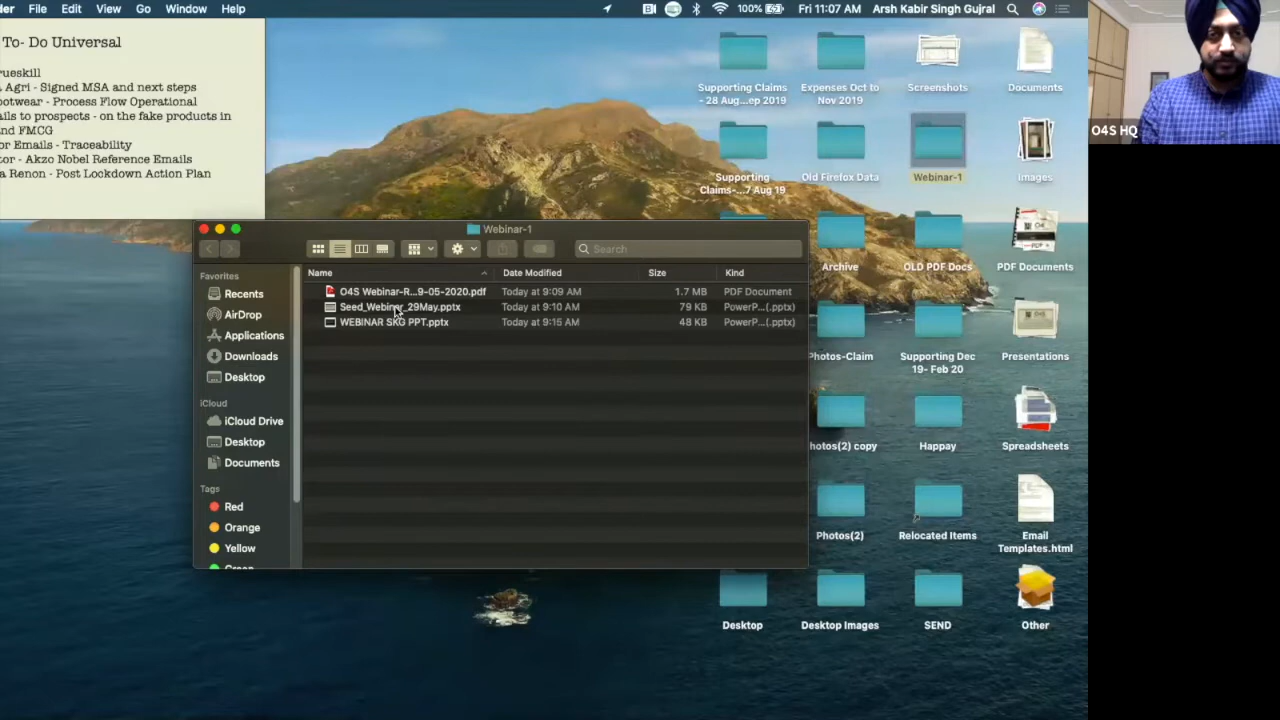 der File Edit View Go Window Help 100% Fri 11:07 AM Arsh Kabir Singh Gujral
To- Do Universal
rueskill
Agri - Signed MSA and next steps
ootwear - Process Flow Operational
ails to prospects - on the fake products in
and FMCG
or Emails - Traceability
tor - Akzo Nobel Reference Emails
a Renon - Post Lockdown Action Plan
O4S HQ
Supporting Claims
- 28 Aug...ep 2019
Expenses Oct to
Nov 2019
Screenshots
Documents
Supporting
Claims-...7 Aug 19
Old Firefox Data
Webinar-1
Images
Archive
OLD PDF Docs
PDF Documents
Photos-Claim
Supporting Dec
19- Feb 20
Presentations
hotos(2) copy
Happay
Spreadsheets
Photos(2)
Relocated Items
Email
Templates.html
Desktop
Desktop Images
SEND
Other
Webinar-1
Search
Favorites
Recents
AirDrop
Applications
Downloads
Desktop
iCloud
iCloud Drive
Desktop
Documents
Tags
Red
Orange
Yellow
Green
Name Date Modified Size Kind
O4S Webinar-R...9-05-2020.pdf Today at 9:09 AM 1.7 MB PDF Document
Seed_Webinar_29May.pptx Today at 9:10 AM 79 KB PowerP...(.pptx)
WEBINAR SKG PPT.pptx Today at 9:15 AM 48 KB PowerP...(.pptx)